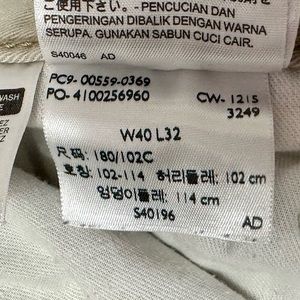 ご使用下さい。 - PENCUCIAN DAN
PENGERINGAN DIBALIK DENGAN WARNA
SERUPA. GUNAKAN SABUN CUCI CAIR.
S40046 AD
PC9-00559-0369
PO- 4100256960
CW- 1215
3249
W40 L32
尺码: 180/102C
호칭: 102-114 허리둘레: 102 cm
엉덩이둘레: 114 cm
S40196
AD
WASH
EZ